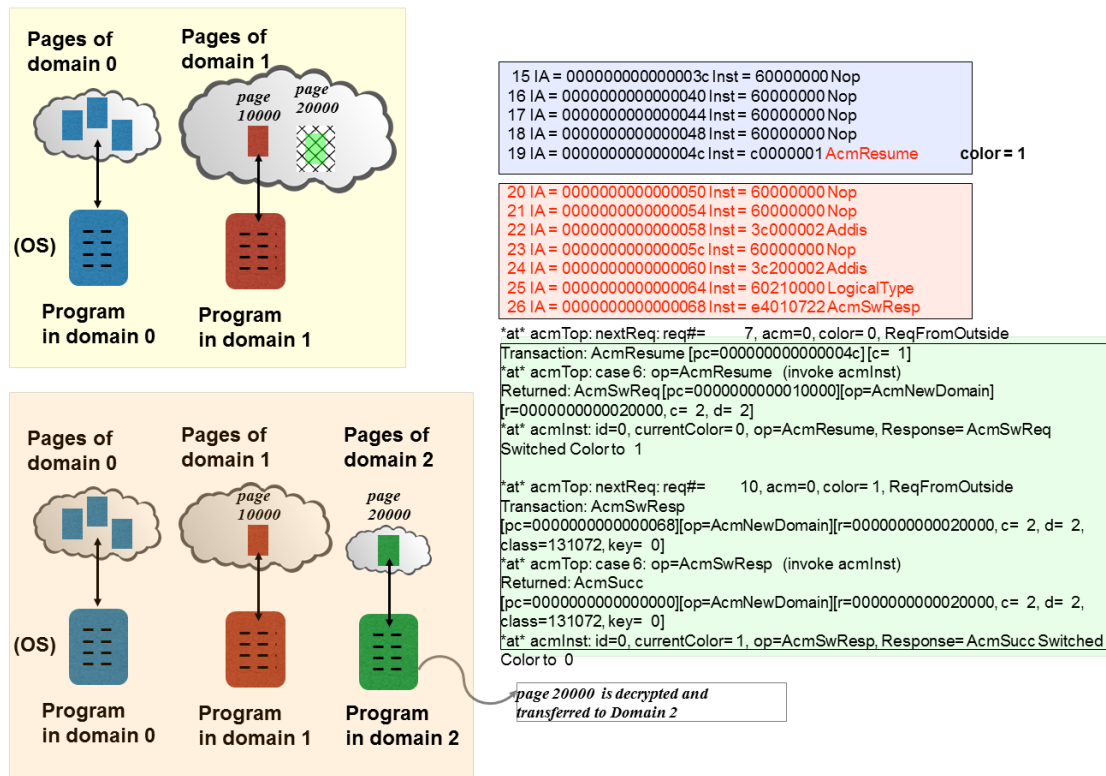 Pages of
domain 0
Pages of
domain 1
page
10000
page
20000
(OS)
Program
in domain 0
Program
in domain 1
15 IA = 000000000000003c Inst = 60000000 Nop
16 IA = 0000000000000040 Inst = 60000000 Nop
17 IA = 0000000000000044 Inst = 60000000 Nop
18 IA = 0000000000000048 Inst = 60000000 Nop
19 IA = 000000000000004c Inst = c0000001 AcmResume color = 1
20 IA = 0000000000000050 Inst = 60000000 Nop
21 IA = 0000000000000054 Inst = 60000000 Nop
22 IA = 0000000000000058 Inst = 3c000002 Addis
23 IA = 000000000000005c Inst = 60000000 Nop
24 IA = 0000000000000060 Inst = 3c200002 Addis
25 IA = 0000000000000064 Inst = 60210000 LogicalType
26 IA = 0000000000000068 Inst = e4010722 AcmSwResp
*at* acmTop: nextReq: req#= 7, acm=0, color= 0, ReqFromOutside
Transaction: AcmResume [pc=000000000000004c] [c= 1]
*at* acmTop: case 6: op=AcmResume (invoke acmInst)
Returned: AcmSwReq [pc=0000000000010000][op=AcmNewDomain]
[r=0000000000020000, c= 2, d= 2]
*at* acmInst: id=0, currentColor= 0, op=AcmResume, Response= AcmSwReq
Switched Color to 1
*at* acmTop: nextReq: req#= 10, acm=0, color= 1, ReqFromOutside
Transaction: AcmSwResp
[pc=0000000000000068][op=AcmNewDomain][r=0000000000020000, c= 2, d= 2,
class=131072, key= 0]
*at* acmTop: case 6: op=AcmSwResp (invoke acmInst)
Returned: AcmSucc
[pc=0000000000000000][op=AcmNewDomain][r=0000000000020000, c= 2, d= 2,
class=131072, key= 0]
*at* acmInst: id=0, currentColor= 1, op=AcmSwResp, Response= AcmSucc Switched
Color to 0
Pages of
domain 0
Pages of
domain 1
Pages of
domain 2
page
10000
page
20000
(OS)
Program
in domain 0
Program
in domain 1
Program
in domain 2
page 20000 is decrypted and
transferred to Domain 2